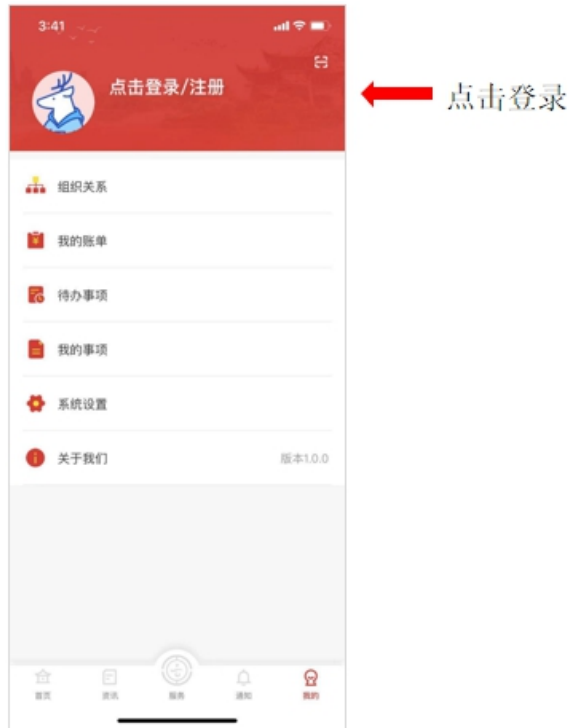 3:41
点击登录/注册
点击登录
组织关系
我的账单
待办事项
我的事项
系统设置
关于我们 版本1.0.0
首页 资讯 服务 通知 我的